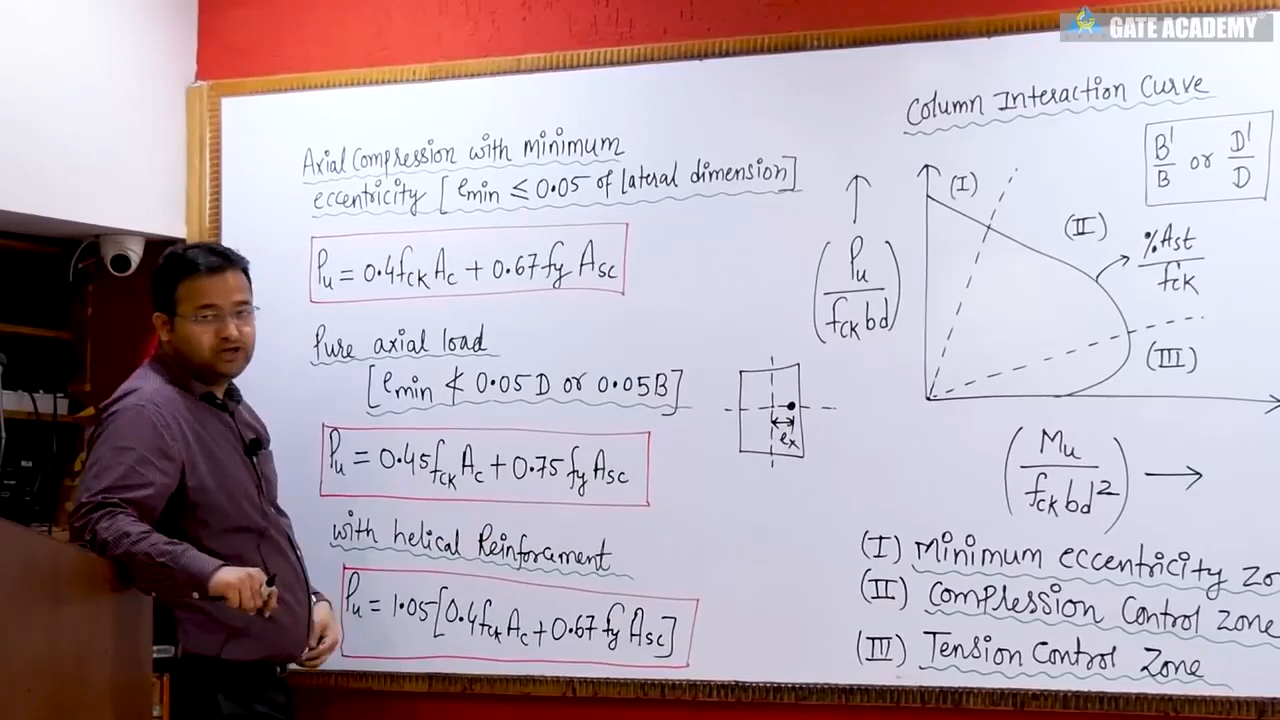 GATE ACADEMY
Axial Compression with minimum
eccentricity [emin ≤ 0.05 of lateral dimension]
Pu = 0.4fck Ac + 0.67 fy Asc
Pure axial load
[emin ≮ 0.05 D or 0.05B]
Pu = 0.45fck Ac + 0.75 fy Asc
with helical Reinforcament
Pu = 1.05[0.4fck Ac + 0.67 fy Asc]
ex
Column Interaction Curve
B'/B or D'/D
(I)
(II)
%Ast/fck
(III)
(Pu/fck bd)
(Mu/fck bd²)
(I) Minimum eccentricity Zo
(II) Compression Control Zone
(III) Tension Control Zone